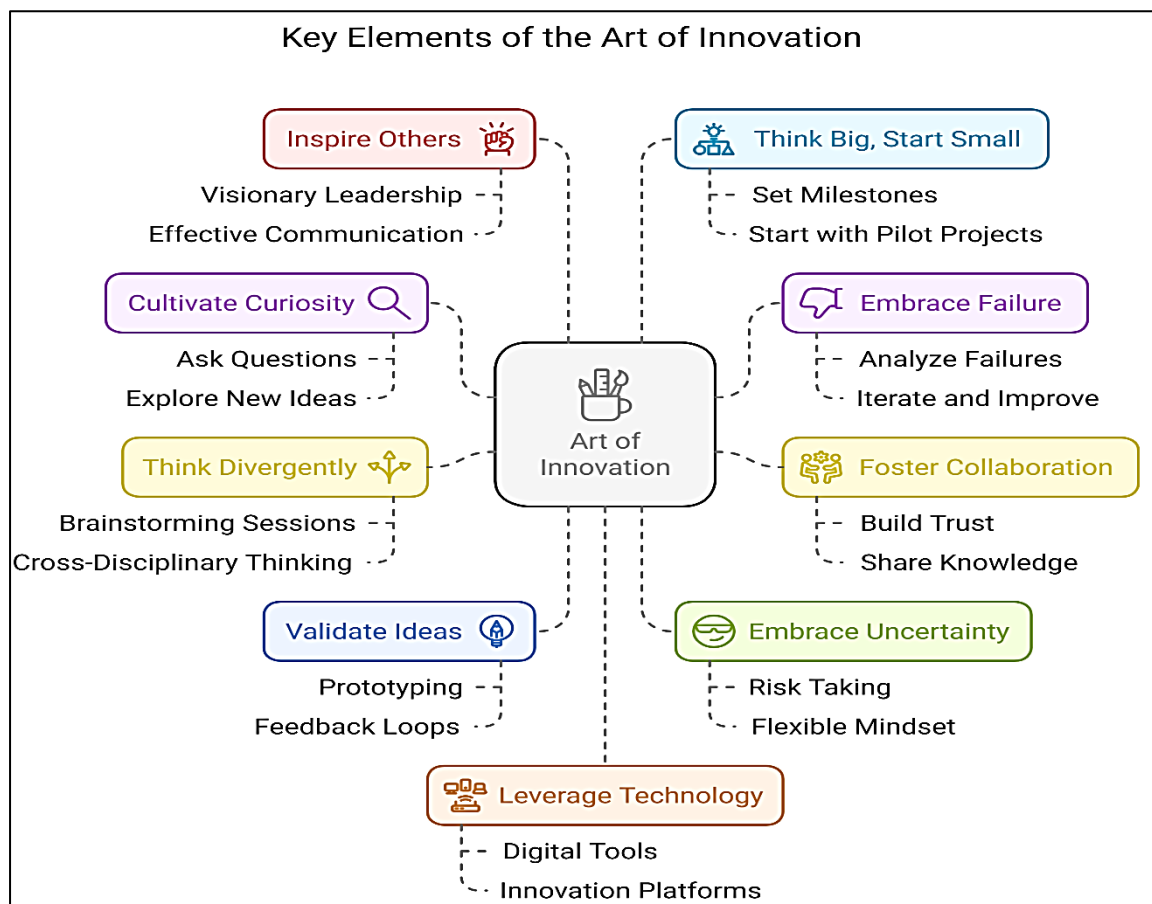 Key Elements of the Art of Innovation
Inspire Others
Visionary Leadership
Effective Communication
Think Big, Start Small
Set Milestones
Start with Pilot Projects
Cultivate Curiosity
Ask Questions
Explore New Ideas
Embrace Failure
Analyze Failures
Iterate and Improve
Art of
Innovation
Think Divergently
Brainstorming Sessions
Cross-Disciplinary Thinking
Foster Collaboration
Build Trust
Share Knowledge
Validate Ideas
Prototyping
Feedback Loops
Embrace Uncertainty
Risk Taking
Flexible Mindset
Leverage Technology
Digital Tools
Innovation Platforms